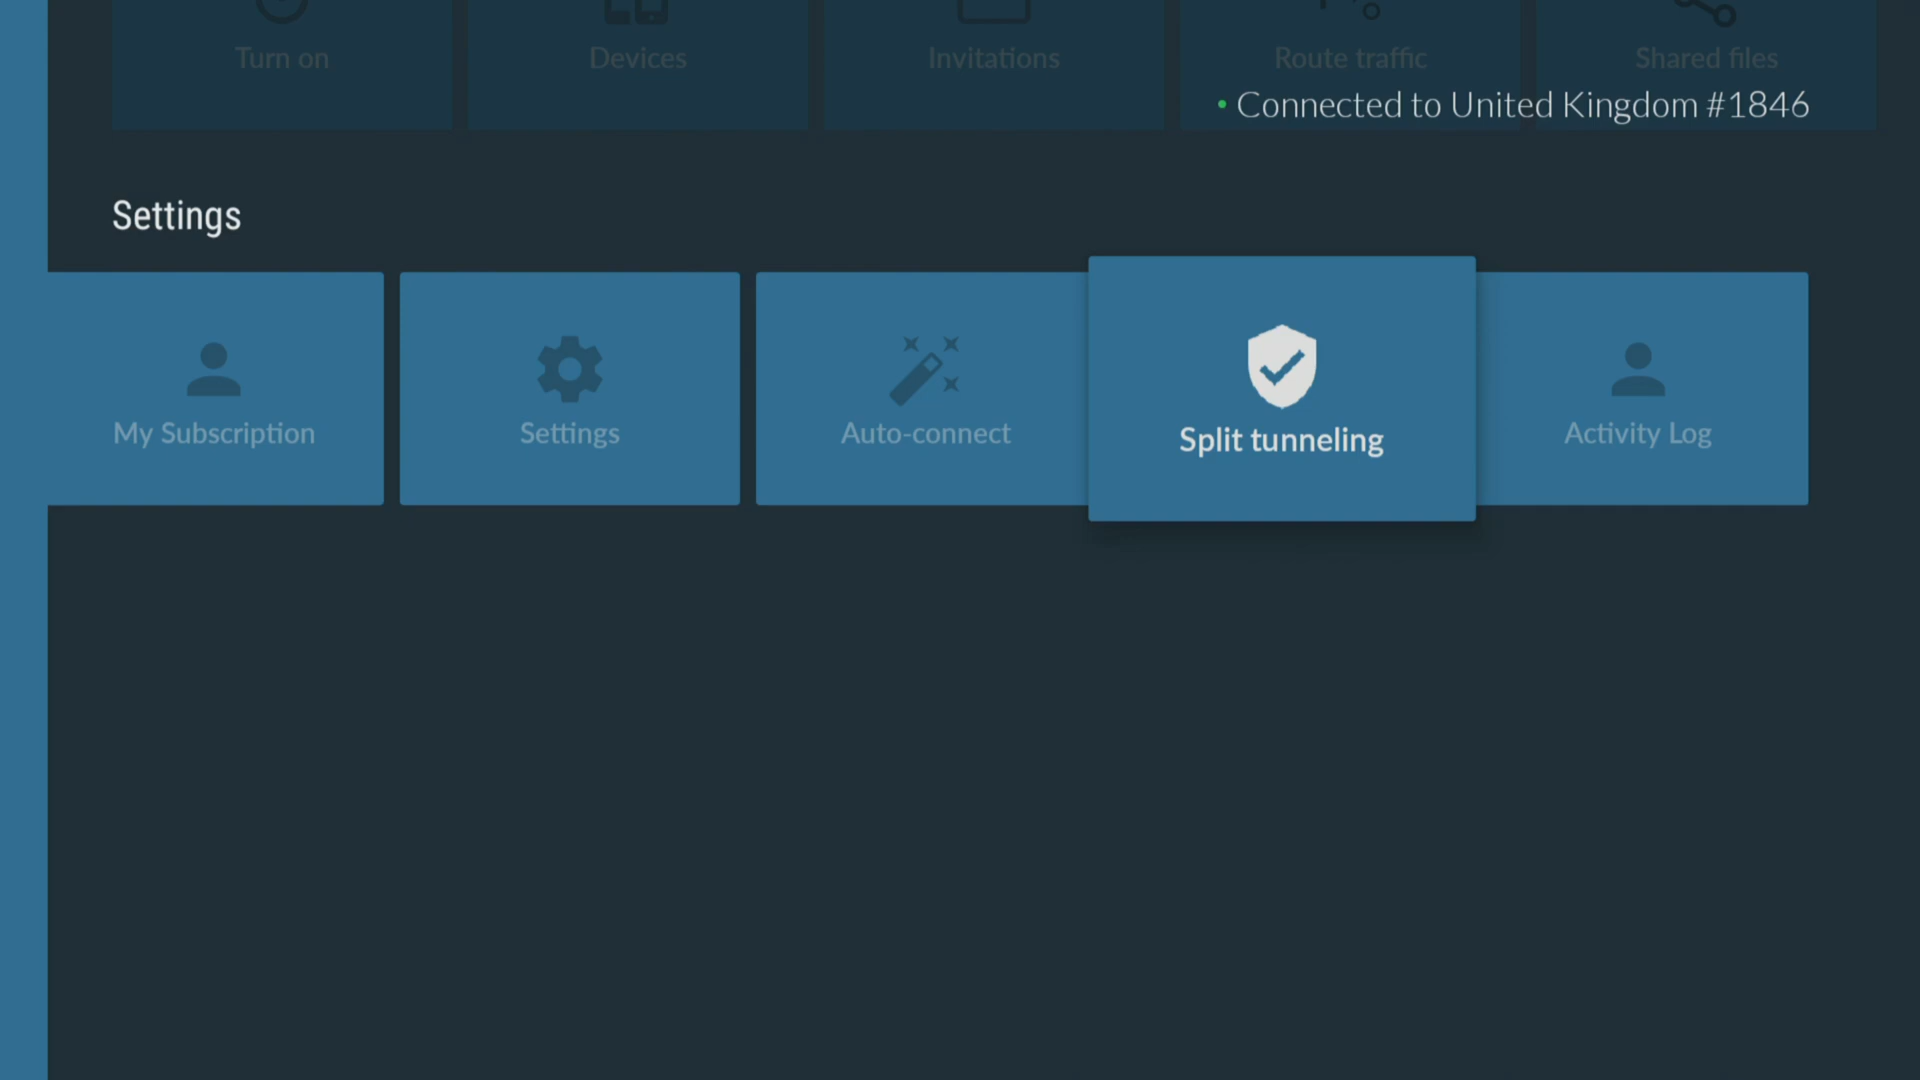 Turn on
Devices
Invitations
Route traffic
Shared files
Connected to United Kingdom #1846
Settings
My Subscription
Settings
Auto-connect
Split tunneling
Activity Log